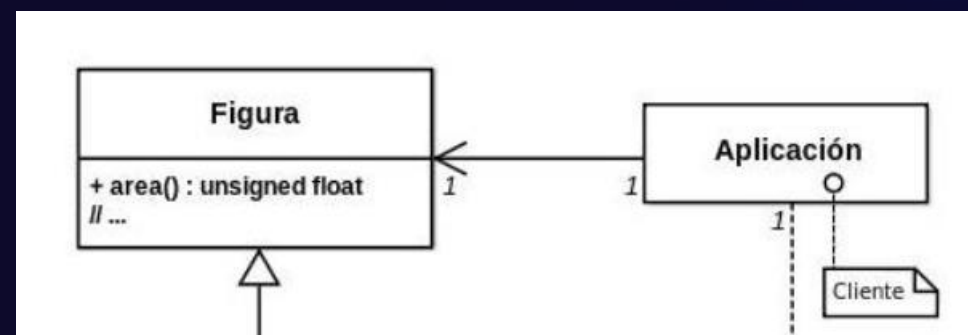 Figura
+ area() : unsigned float
// ...
1
1
Aplicación
1
Cliente